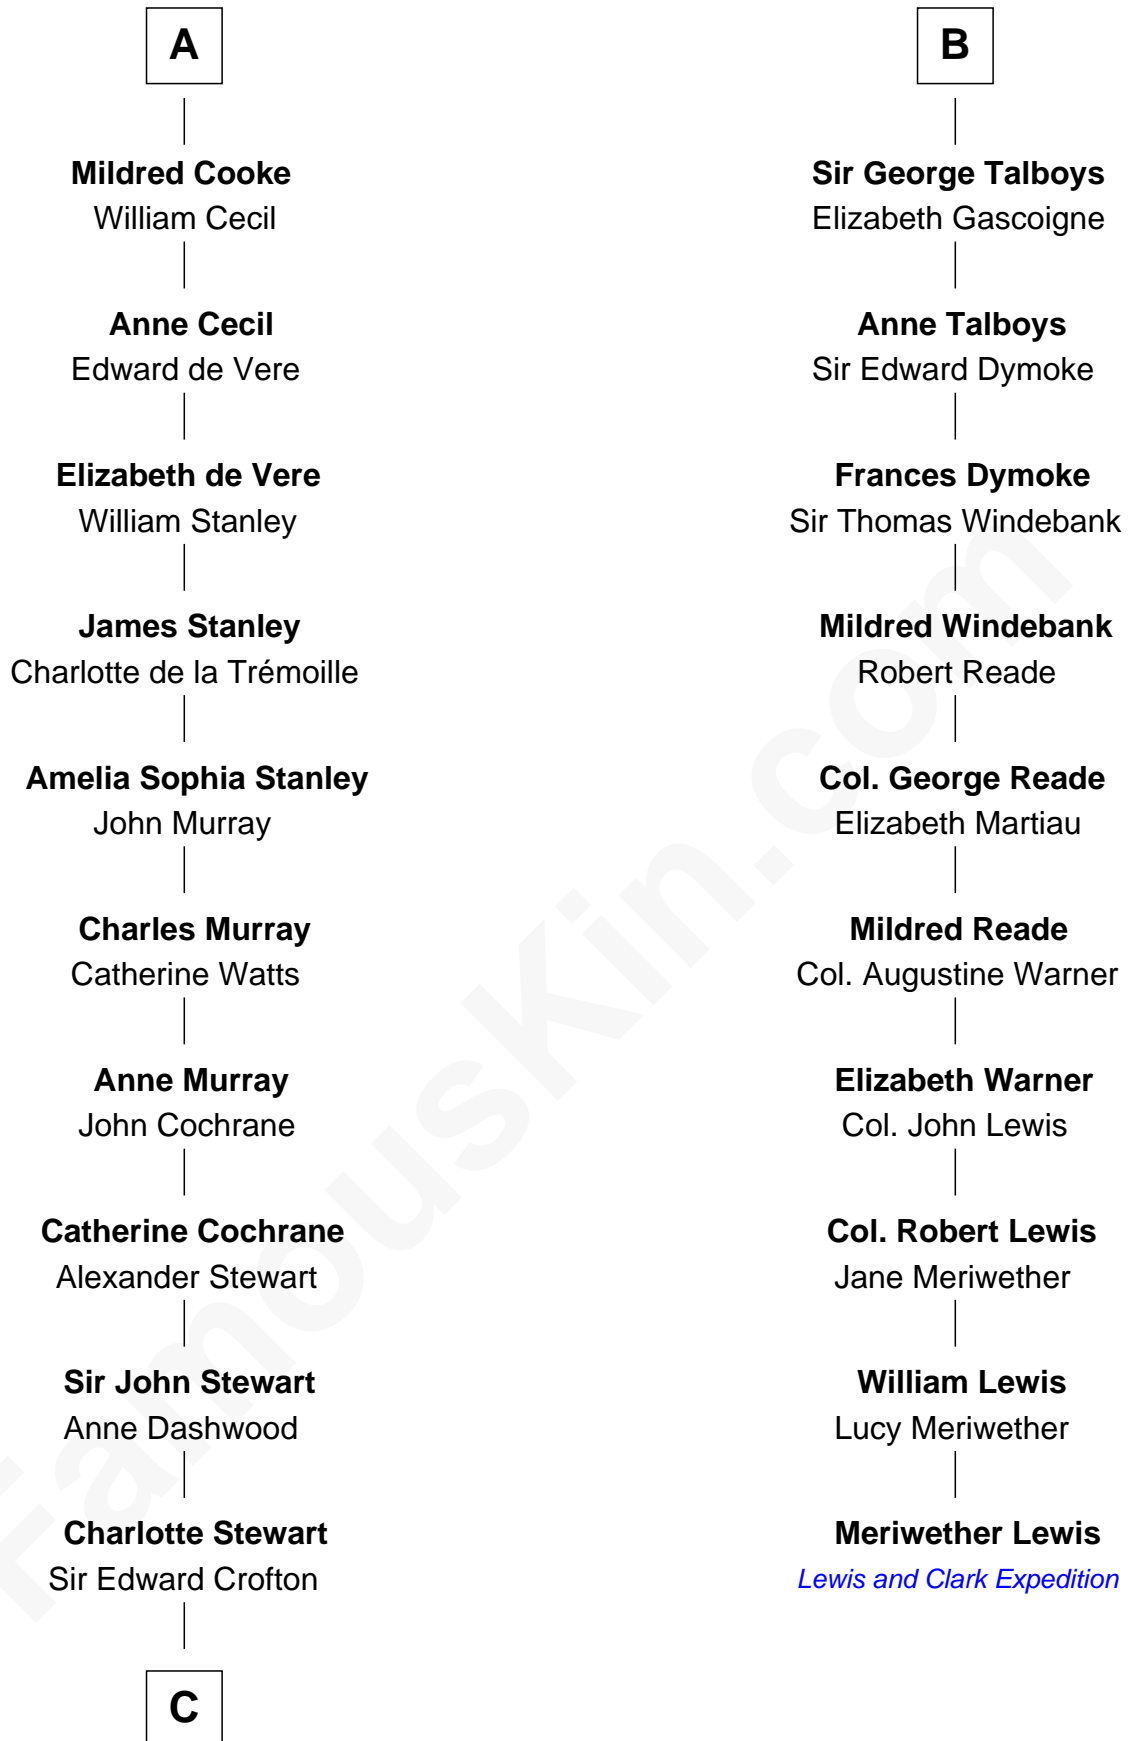 A
Mildred Cooke
William Cecil
Anne Cecil
Edward de Vere
Elizabeth de Vere
William Stanley
James Stanley
Charlotte de la Trémoille
Amelia Sophia Stanley
John Murray
Charles Murray
Catherine Watts
Anne Murray
John Cochrane
Catherine Cochrane
Alexander Stewart
Sir John Stewart
Anne Dashwood
Charlotte Stewart
Sir Edward Crofton
C
B
Sir George Talboys
Elizabeth Gascoigne
Anne Talboys
Sir Edward Dymoke
Frances Dymoke
Sir Thomas Windebank
Mildred Windebank
Robert Reade
Col. George Reade
Elizabeth Martiau
Mildred Reade
Col. Augustine Warner
Elizabeth Warner
Col. John Lewis
Col. Robert Lewis
Jane Meriwether
William Lewis
Lucy Meriwether
Meriwether Lewis
Lewis and Clark Expedition
FamousKin.com